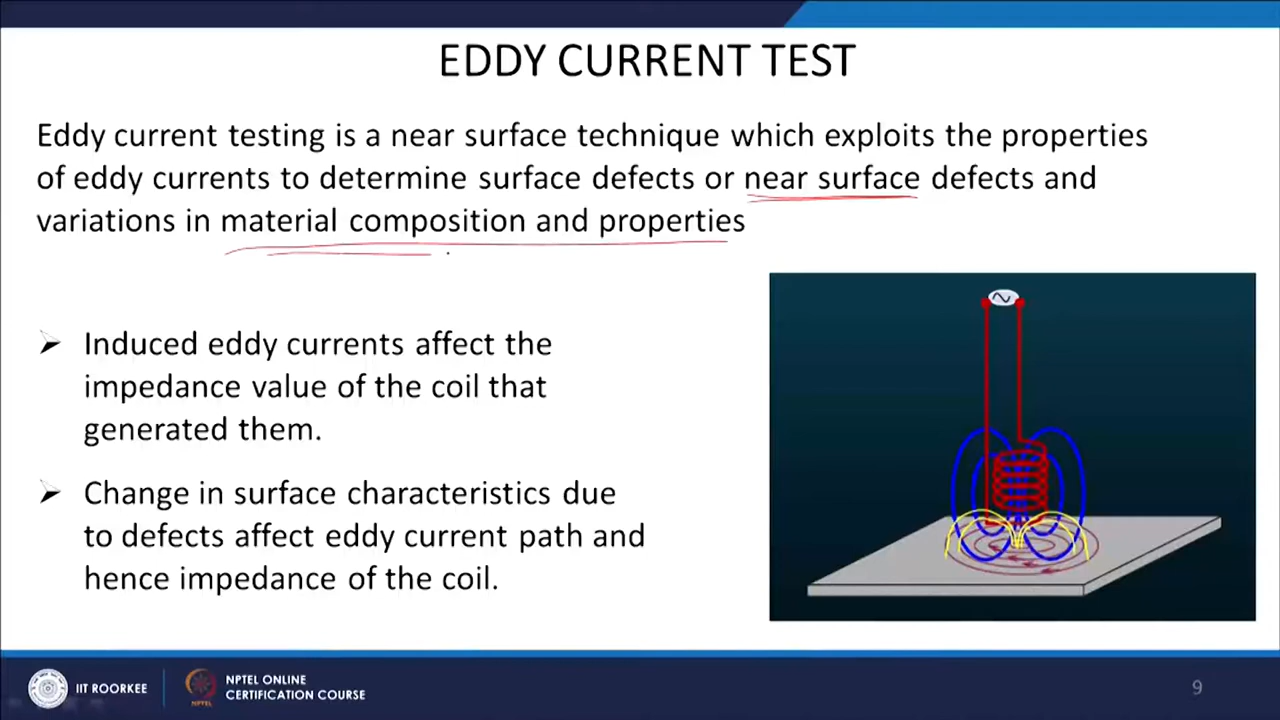 EDDY CURRENT TEST
Eddy current testing is a near surface technique which exploits the properties
of eddy currents to determine surface defects or near surface defects and
variations in material composition and properties
Induced eddy currents affect the
impedance value of the coil that
generated them.
Change in surface characteristics due
to defects affect eddy current path and
hence impedance of the coil.
IIT ROORKEE
NPTEL ONLINE
CERTIFICATION COURSE
9